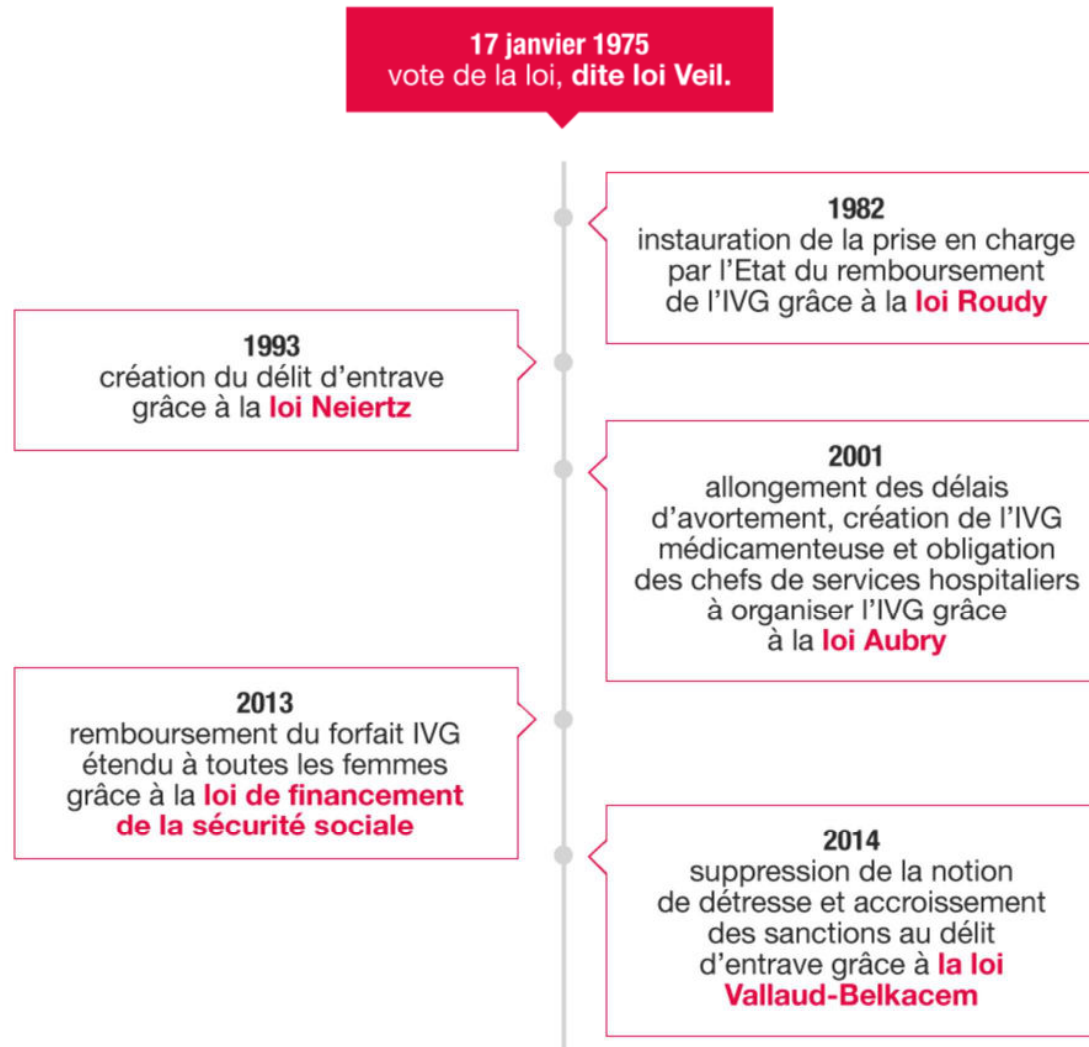 17 janvier 1975
vote de la loi, dite loi Veil.
1982
instauration de la prise en charge
par l’Etat du remboursement
de l’IVG grâce à la loi Roudy
1993
création du délit d’entrave
grâce à la loi Neiertz
2001
allongement des délais
d’avortement, création de l’IVG
médicamenteuse et obligation
des chefs de services hospitaliers
à organiser l’IVG grâce
à la loi Aubry
2013
remboursement du forfait IVG
étendu à toutes les femmes
grâce à la loi de financement
de la sécurité sociale
2014
suppression de la notion
de détresse et accroissement
des sanctions au délit
d’entrave grâce à la loi
Vallaud-Belkacem